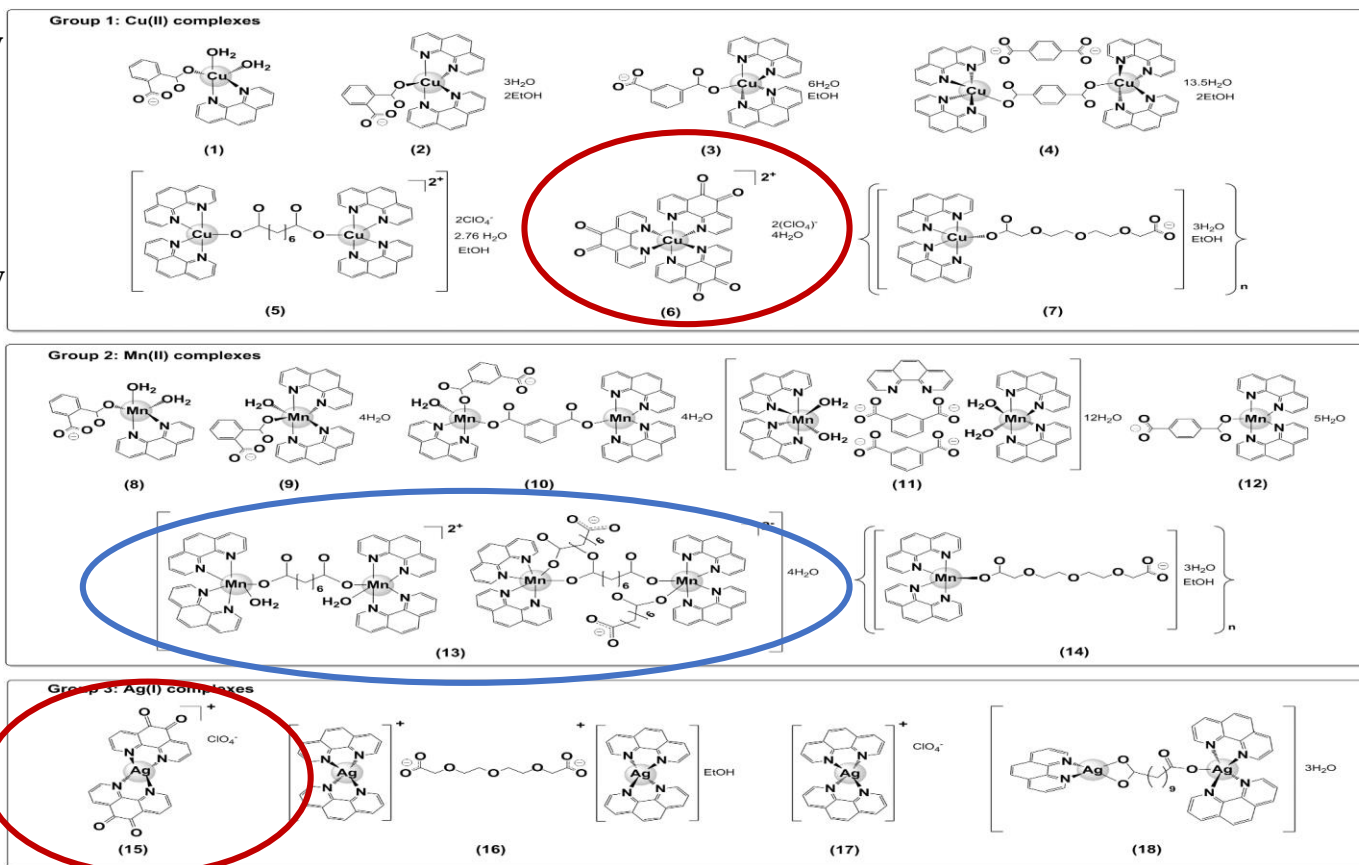 Group 1: Cu(II) complexes
OH2
OH2
O
Cu
N
N
O
O
O
(1)
N
N
Cu
N
N
O
O
O
O
3H2O
2EtOH
(2)
N
N
Cu
N
N
O
O
O
O
6H2O
EtOH
(3)
O
O
O
O
N
N
Cu
N
N
O
O
O
O
Cu
N
N
N
N
13.5H2O
2EtOH
(4)
N
N
Cu
N
N
O
O
6
O
O
N
N
Cu
N
N
2+
2ClO4-
2.76 H2O
EtOH
(5)
O
O
O
O
N
N
N
Cu
N
N
N
O
O
2+
2(ClO4)-
4H2O
(6)
N
N
Cu
N
N
O
O
O
O
O
O
O
3H2O
EtOH
n
(7)
Group 2: Mn(II) complexes
OH2
OH2
O
Mn
N
N
O
O
O
(8)
N
N
H2O
Mn
N
N
O
O
O
O
4H2O
(9)
O
O
O
O
H2O
Mn
N
N
O
O
O
O
Mn
N
N
N
N
4H2O
(10)
N
N
Mn
N
N
OH2
OH2
N
N
O
O
O
O
O
O
O
O
H2O
H2O
Mn
N
N
N
N
12H2O
(11)
O
O
O
O
Mn
N
N
N
N
5H2O
(12)
N
N
Mn
N
N
OH2
O
O
6
O
O
H2O
Mn
N
N
N
N
2+
N
N
Mn
N
N
O
O
O
O
6
O
O
6
O
O
O
O
6
O
O
Mn
N
N
N
N
4H2O
(13)
N
N
Mn
N
N
O
O
O
O
O
O
O
3H2O
EtOH
n
(14)
Group 3: Ag(I) complexes
O
O
N
N
Ag
N
N
O
O
+
ClO4-
(15)
N
N
Ag
N
N
+
O
O
O
O
O
O
O
+
N
N
Ag
N
N
EtOH
(16)
N
N
Ag
N
N
+
ClO4-
(17)
N
N
Ag
O
O
9
O
O
Ag
N
N
N
N
3H2O
(18)